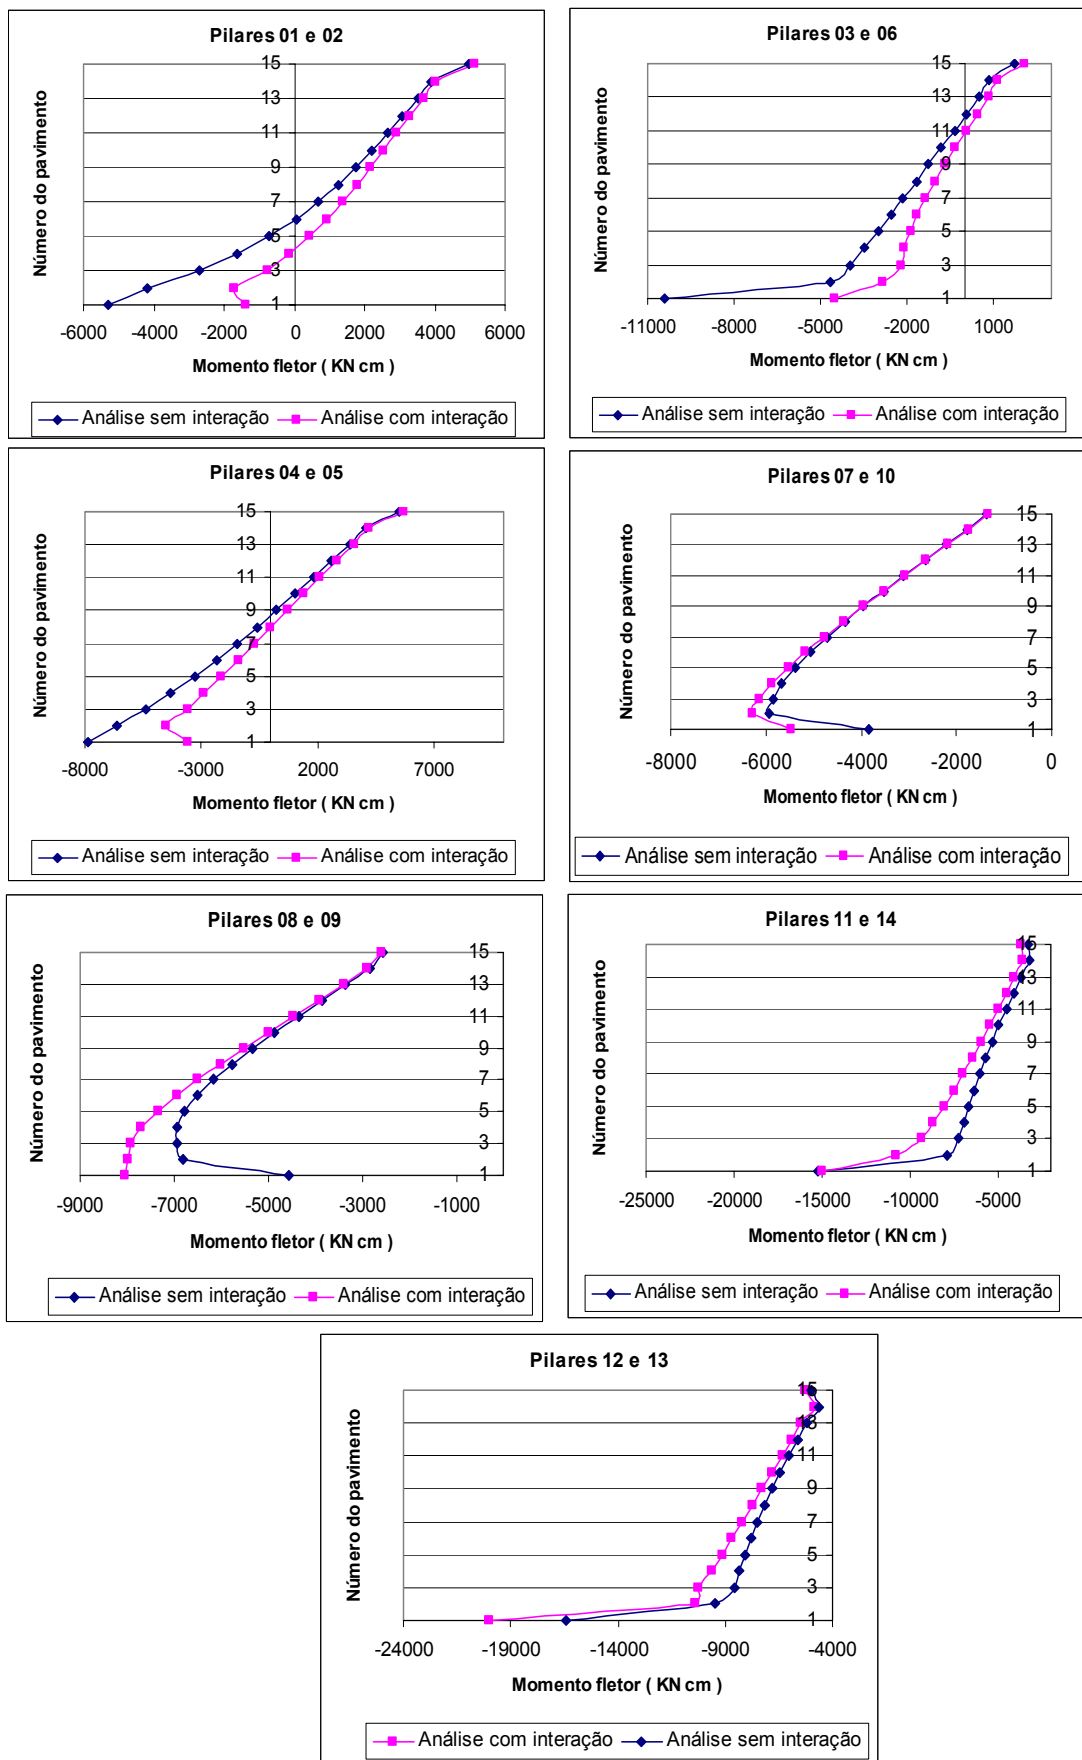 Pilares 01 e 02
Número do pavimento
15
13
11
9
7
5
3
1
-6000 -4000 -2000 0 2000 4000 6000
Momento fletor ( KN cm )
Análise sem interação Análise com interação
Pilares 03 e 06
Número do pavimento
15
13
11
9
7
5
3
1
-11000 -8000 -5000 -2000 1000
Momento fletor ( KN cm )
Análise sem interação Análise com interação
Pilares 04 e 05
Número do pavimento
15
13
11
9
7
5
3
1
-8000 -3000 2000 7000
Momento fletor ( KN cm )
Análise sem interação Análise com interação
Pilares 07 e 10
Número do pavimento
15
13
11
9
7
5
3
1
-8000 -6000 -4000 -2000 0
Momento fletor ( KN cm )
Análise sem interação Análise com interação
Pilares 08 e 09
Número do pavimento
15
13
11
9
7
5
3
1
-9000 -7000 -5000 -3000 -1000
Momento fletor ( KN cm )
Análise sem interação Análise com interação
Pilares 11 e 14
Número do pavimento
15
13
11
9
7
5
3
1
-25000 -20000 -15000 -10000 -5000
Momento fletor ( KN cm )
Análise com interação Análise sem interação
Pilares 12 e 13
Número do pavimento
15
13
11
9
7
5
3
1
-24000 -19000 -14000 -9000 -4000
Momento fletor ( KN cm )
Análise com interação Análise sem interação